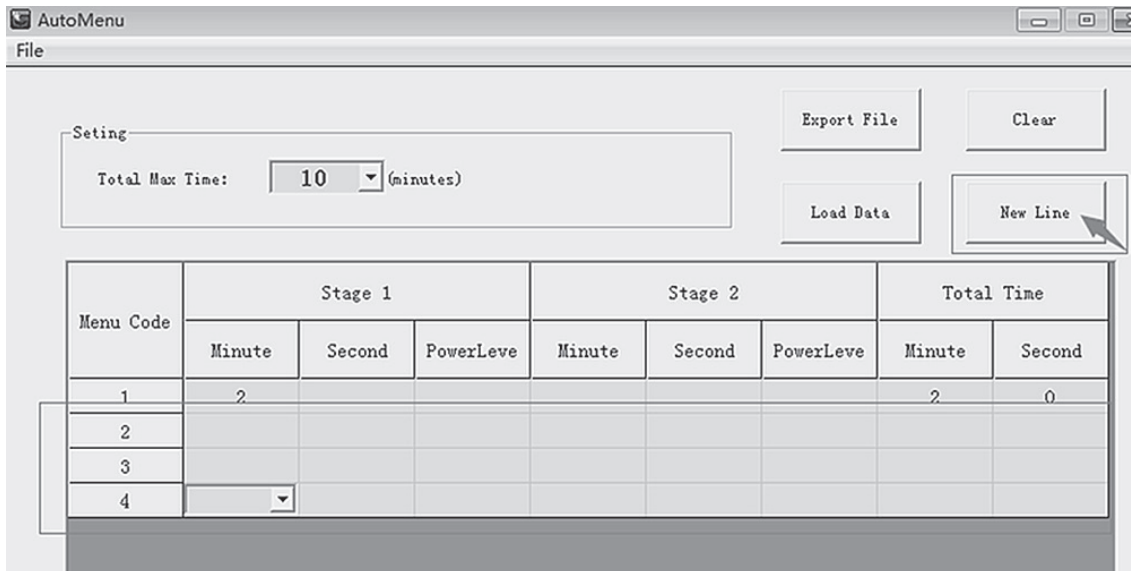 AutoMenu
File
Export File Clear
Seting
Total Max Time: 10 (minutes)
Load Data New Line
Menu Code Stage 1 Stage 2 Total Time
Minute Second PowerLeve Minute Second PowerLeve Minute Second
1 2 2 0
2
3
4